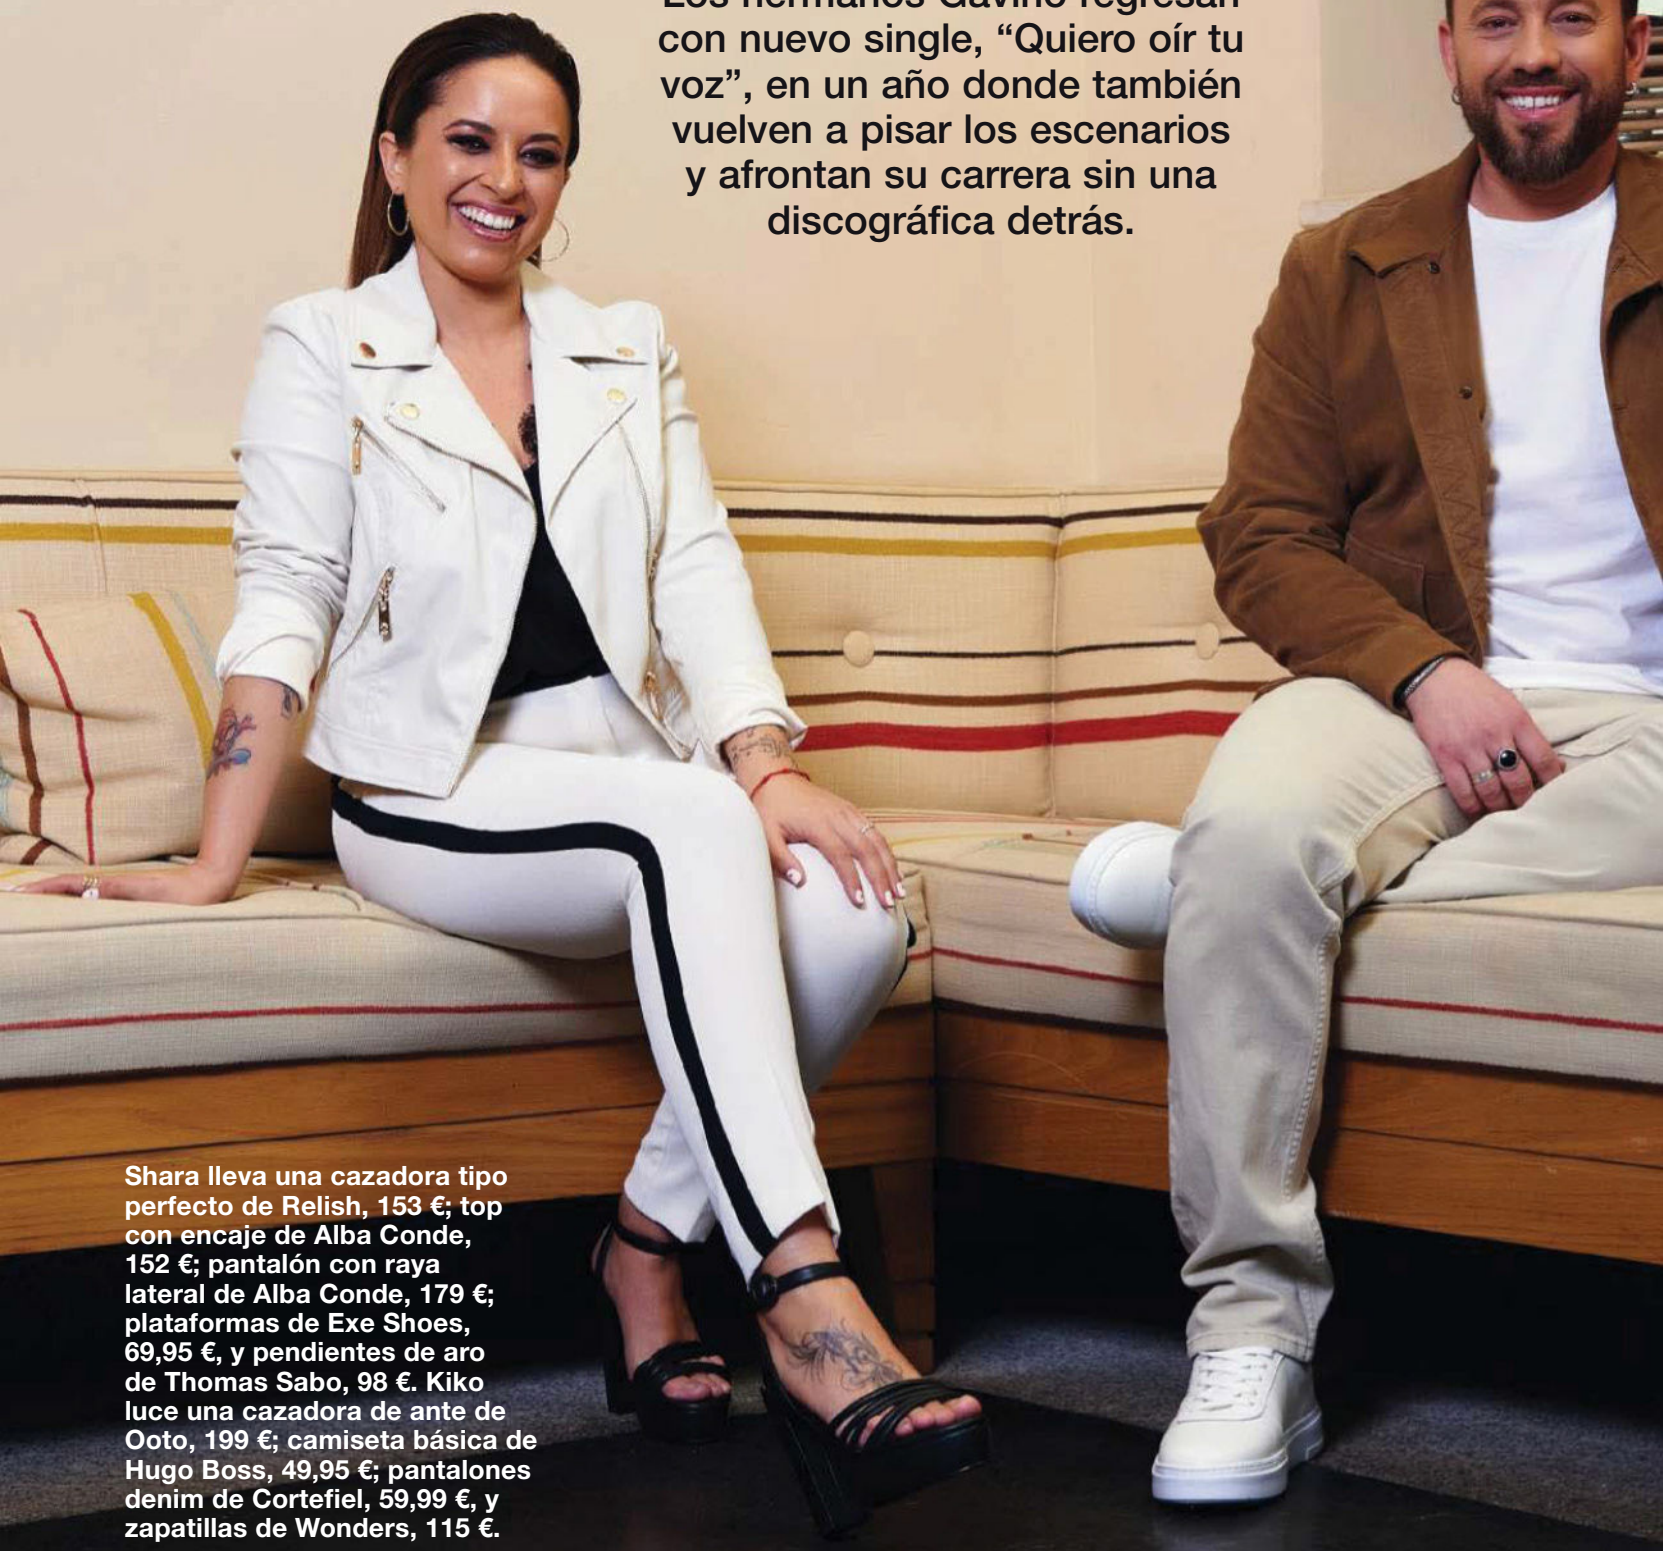 Los hermanos Gaviño regresan
con nuevo single, “Quiero oír tu
voz”, en un año donde también
vuelven a pisar los escenarios
y afrontan su carrera sin una
discográfica detrás.
Shara lleva una cazadora tipo
perfecto de Relish, 153 €; top
con encaje de Alba Conde,
152 €; pantalón con raya
lateral de Alba Conde, 179 €;
plataformas de Exe Shoes,
69,95 €, y pendientes de aro
de Thomas Sabo, 98 €. Kiko
luce una cazadora de ante de
Ooto, 199 €; camiseta básica de
Hugo Boss, 49,95 €; pantalones
denim de Cortefiel, 59,99 €, y
zapatillas de Wonders, 115 €.